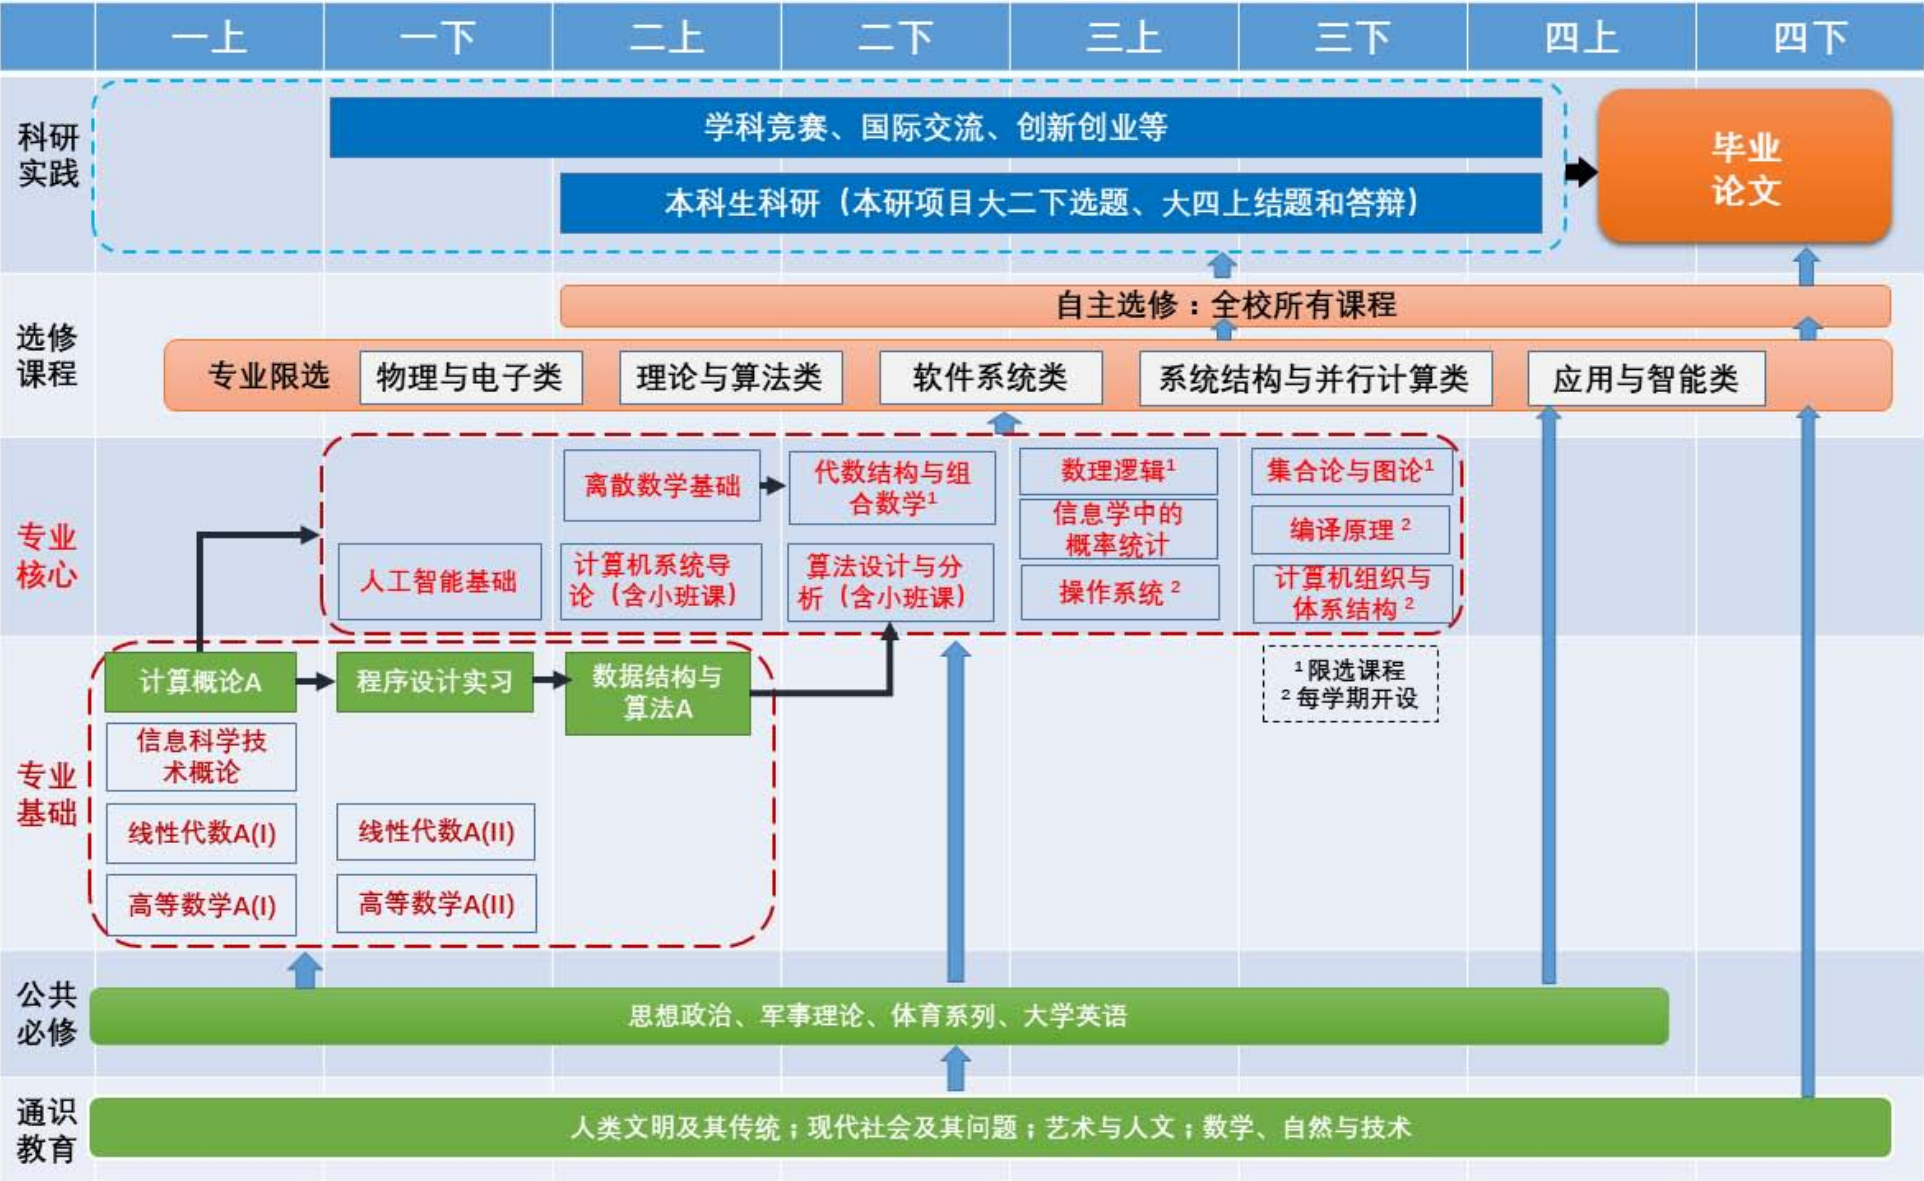 一上
一下
二上
二下
三上
三下
四上
四下
科研
实践
学科竞赛、国际交流、创新创业等
本科生科研（本研项目大二下选题、大四上结题和答辩）
毕业
论文
选修
课程
自主选修：全校所有课程
专业限选
物理与电子类
理论与算法类
软件系统类
系统结构与并行计算类
应用与智能类
专业
核心
离散数学基础
代数结构与组
合数学¹
数理逻辑¹
集合论与图论¹
信息学中的
概率统计
编译原理 ²
人工智能基础
计算机系统导
论（含小班课）
算法设计与分
析（含小班课）
操作系统 ²
计算机组织与
体系结构 ²
专业
基础
计算概论A
程序设计实习
数据结构与
算法A
¹ 限选课程
² 每学期开设
信息科学技
术概论
线性代数A(I)
线性代数A(II)
高等数学A(I)
高等数学A(II)
公共
必修
思想政治、军事理论、体育系列、大学英语
通识
教育
人类文明及其传统；现代社会及其问题；艺术与人文；数学、自然与技术